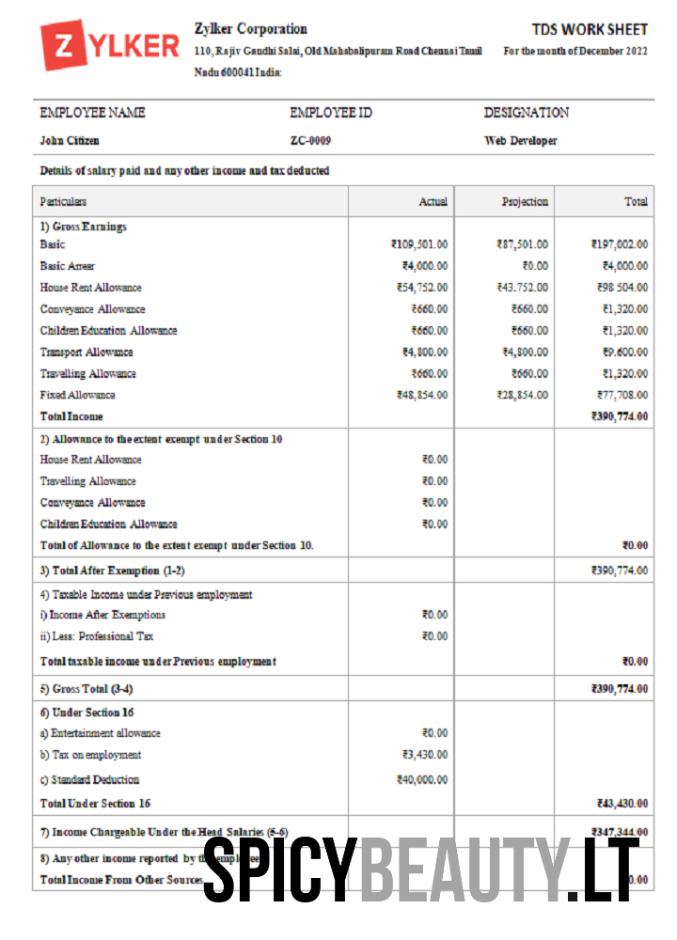 ZYLKER
Zylker Corporation
TDS WORK SHEET
110, Rajiv Gandhi Salai, Old Mahabalipuram Road Chennai Tamil
For the month of December 2022
Nadu 600041 India:
EMPLOYEE NAME EMPLOYEE ID DESIGNATION
John Citizen ZC-0009 Web Developer
Details of salary paid and any other income and tax deducted
Particulars Actual Projection Total
1) Gross Earnings
Basic ₹109,501.00 ₹87,501.00 ₹197,002.00
Basic Arrear ₹4,000.00 ₹0.00 ₹4,000.00
House Rent Allowance ₹54,752.00 ₹43.752.00 ₹98 504.00
Conveyance Allowance ₹660.00 ₹660.00 ₹1,320.00
Children Education Allowance ₹660.00 ₹660.00 ₹1,320.00
Transport Allowance ₹4,800.00 ₹4,800.00 ₹9.600.00
Travelling Allowance ₹660.00 ₹660.00 ₹1,320.00
Fixed Allowance ₹48,854.00 ₹28,854.00 ₹77,708.00
Total Income ₹390,774.00
2) Allowance to the extent exempt under Section 10
House Rent Allowance ₹0.00
Travelling Allowance ₹0.00
Conveyance Allowance ₹0.00
Children Education Allowance ₹0.00
Total of Allowance to the extent exempt under Section 10. ₹0.00
3) Total After Exemption (1-2) ₹390,774.00
4) Taxable Income under Previous employment
i) Income After Exemptions ₹0.00
ii) Less: Professional Tax ₹0.00
Total taxable income under Previous employment ₹0.00
5) Gross Total (3-4) ₹390,774.00
6) Under Section 16
a) Entertainment allowance ₹0.00
b) Tax on employment ₹3,430.00
c) Standard Deduction ₹40,000.00
Total Under Section 16 ₹43,430.00
7) Income Chargeable Under the Head Salaries (5-6) ₹347,344.00
8) Any other income reported by the employee
Total Income From Other Sources 0.00
SPICYBEAUTY.LT